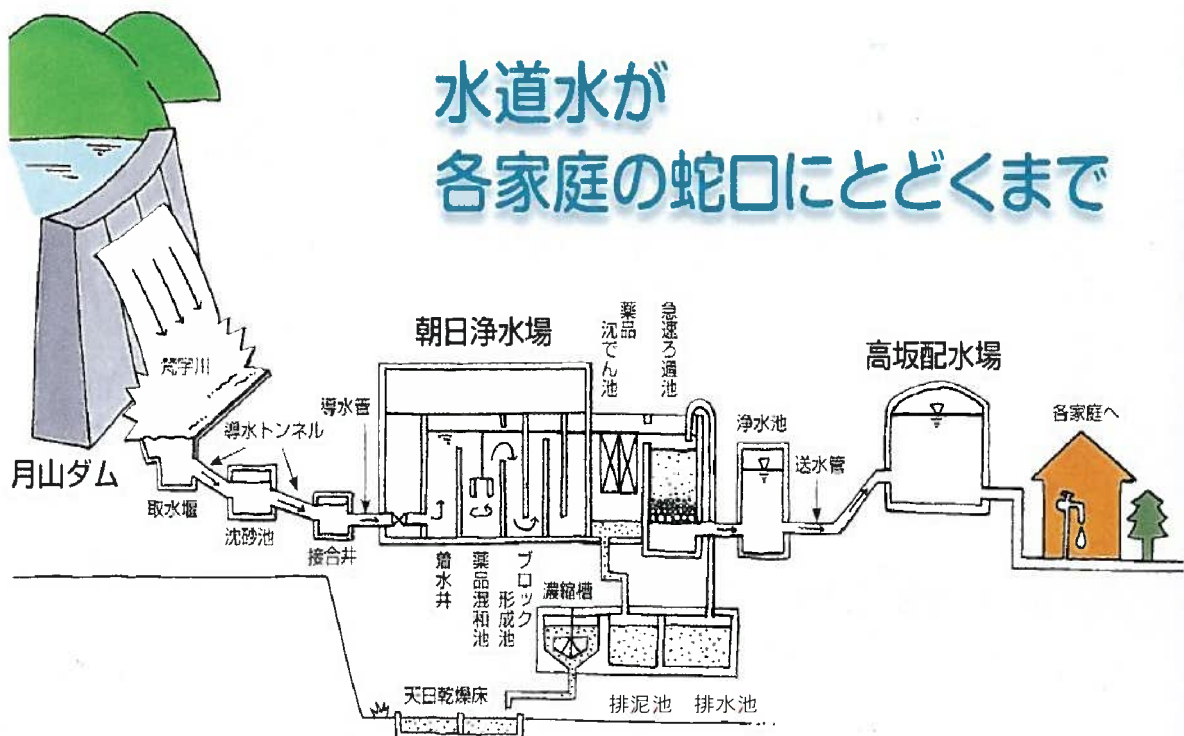 水道水が
各家庭の蛇口にとどくまで
月山ダム
梵字川
取水堰
導水トンネル
沈砂池
接合井
導水管
朝日浄水場
着水井
薬品混和池
ブロック
形成池
薬品
沈でん池
急速ろ過池
浄水池
送水管
高坂配水場
各家庭へ
濃縮槽
天日乾燥床
排泥池
排水池